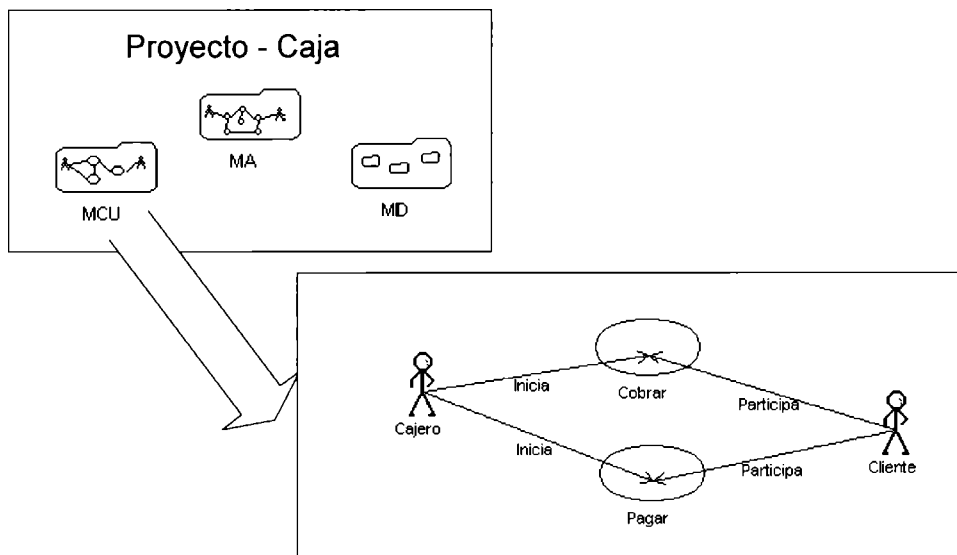 Proyecto - Caja
MA
MCU
MD
Inicia
Cobrar
Participa
Cajero
Inicia
Participa
Cliente
Pagar